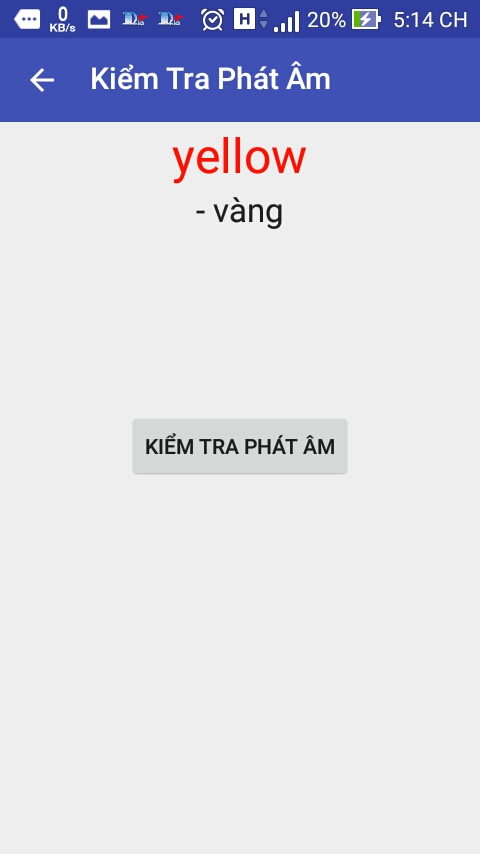 0 KB/s H 20% 5:14 CH
Kiểm Tra Phát Âm
yellow
- vàng
KIỂM TRA PHÁT ÂM